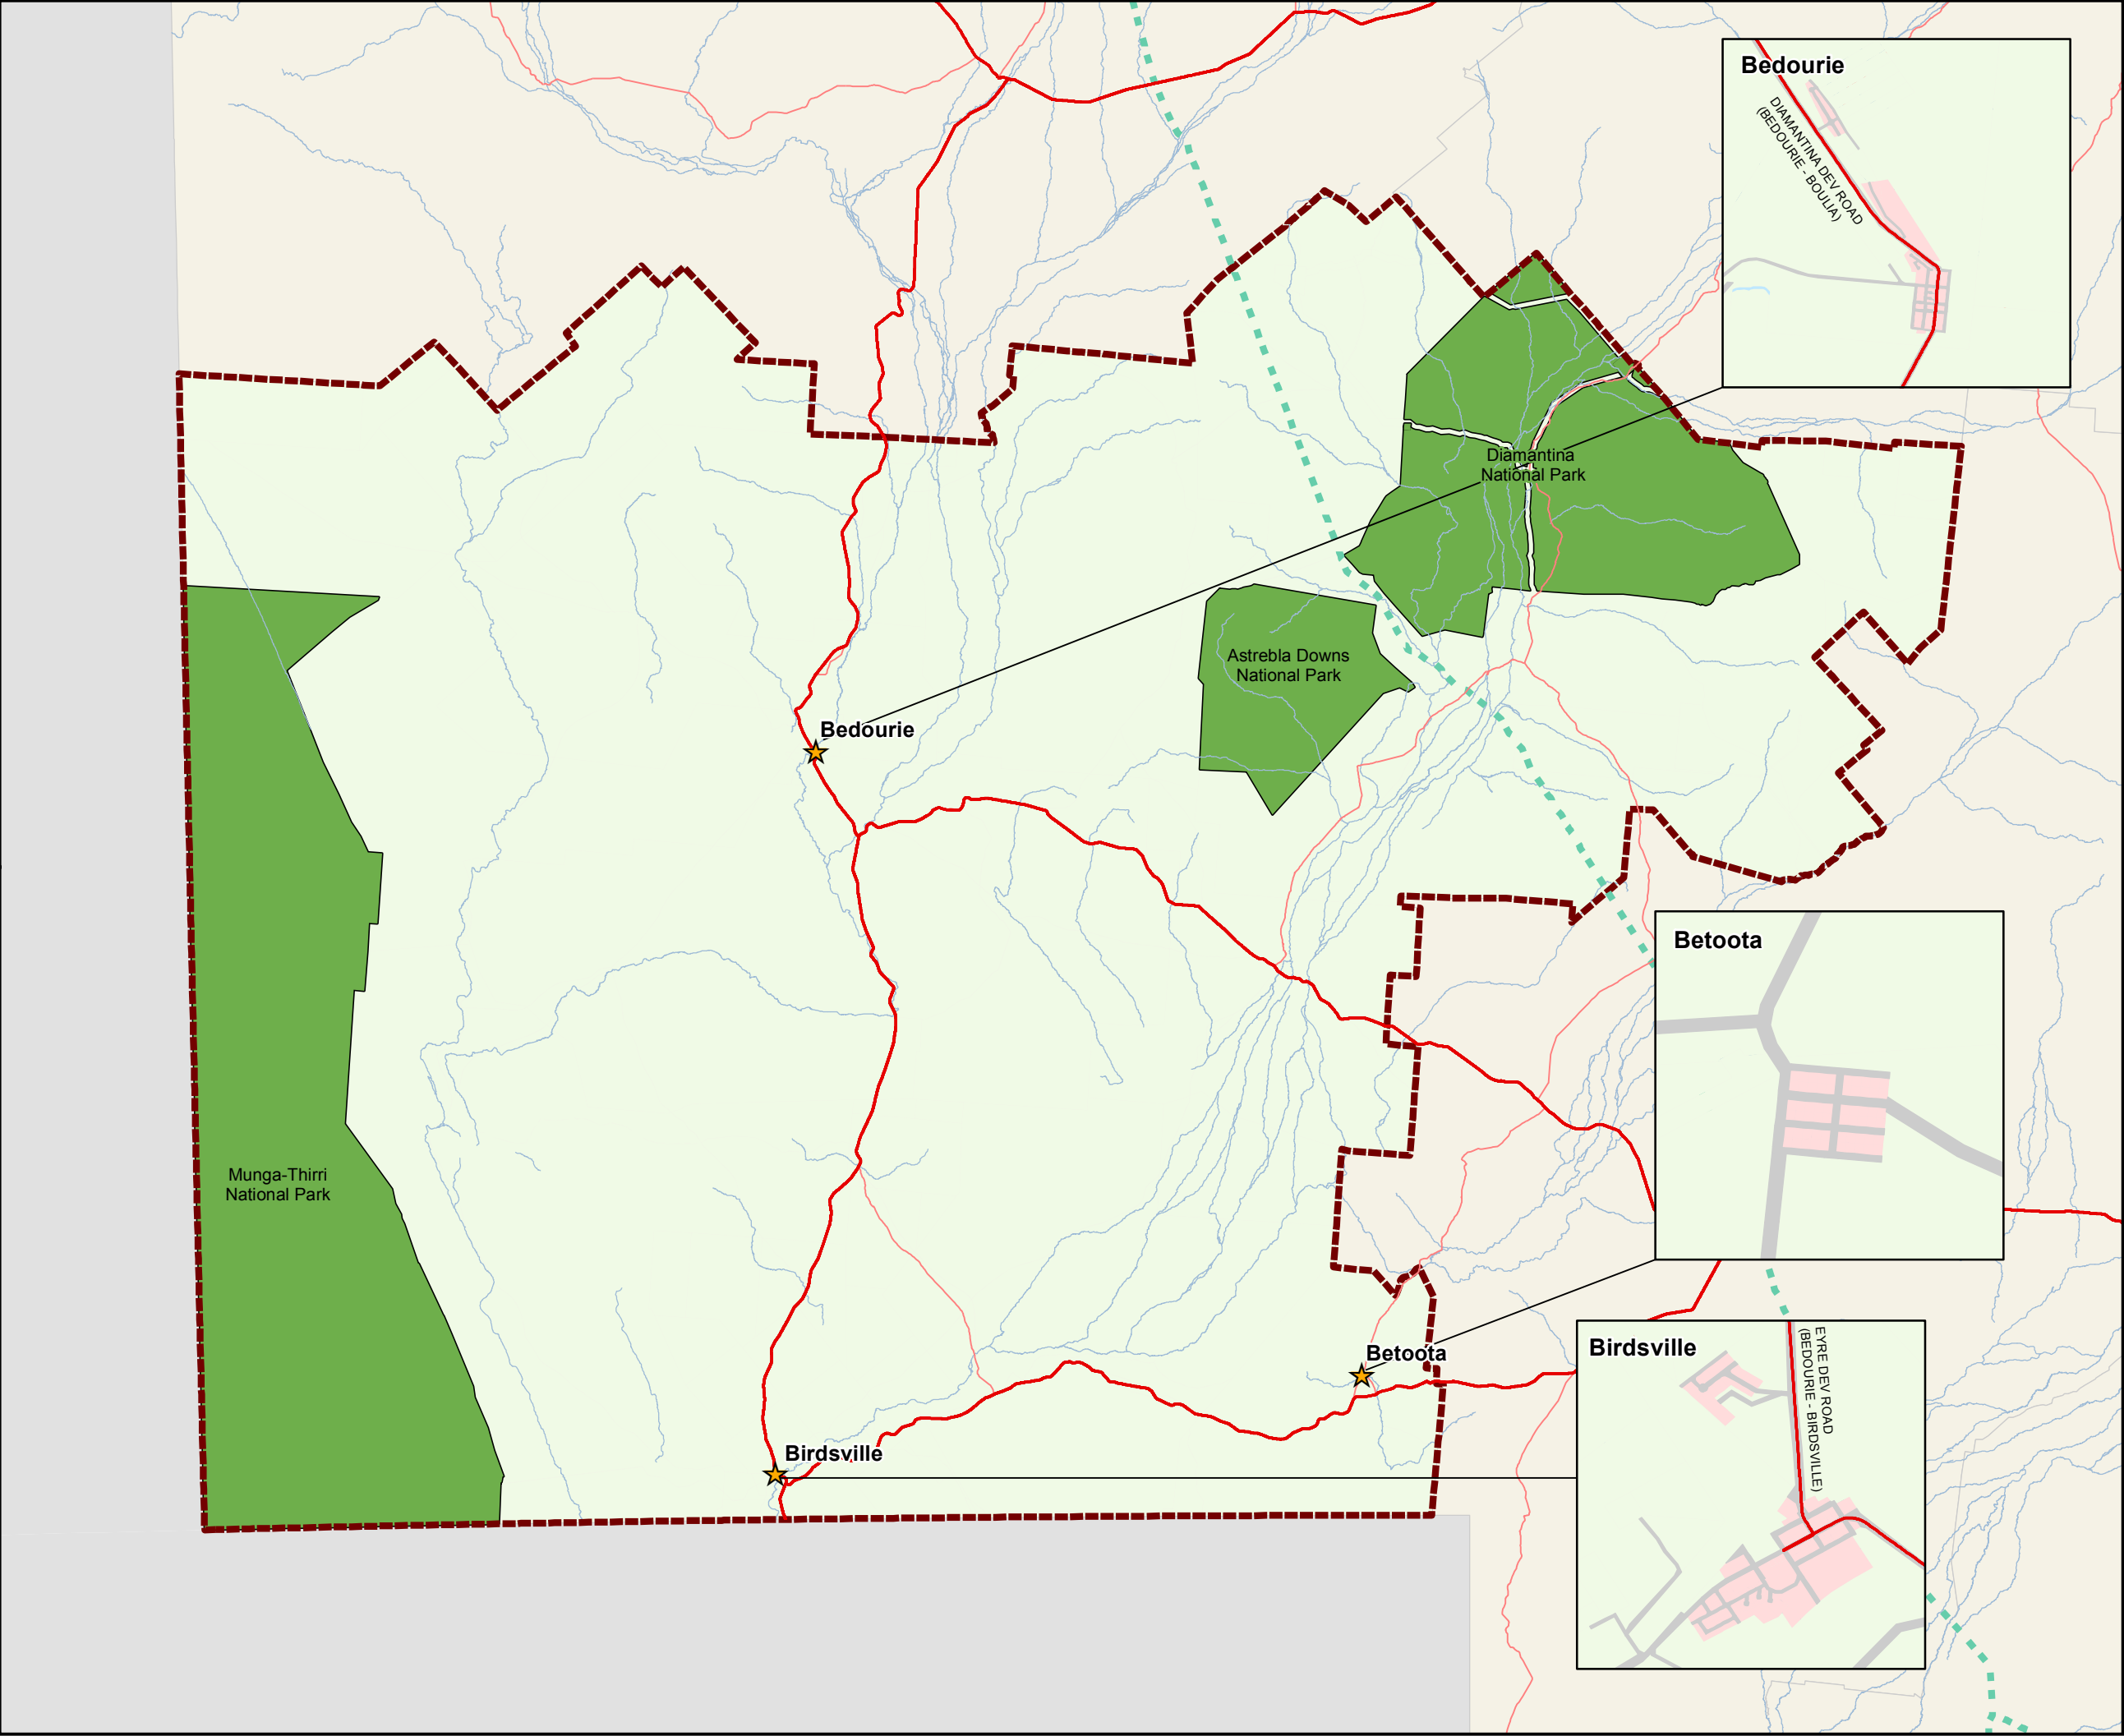 Bedourie
DIAMANTINA DEV ROAD
(BEDOURIE - BOULIA)
Diamantina
National Park
Astrebla Downs
National Park
Bedourie
Betoota
Munga-Thirri
National Park
Betoota
Birdsville
EYRE DEV ROAD
(BEDOURIE - BIRDSVILLE)
Birdsville